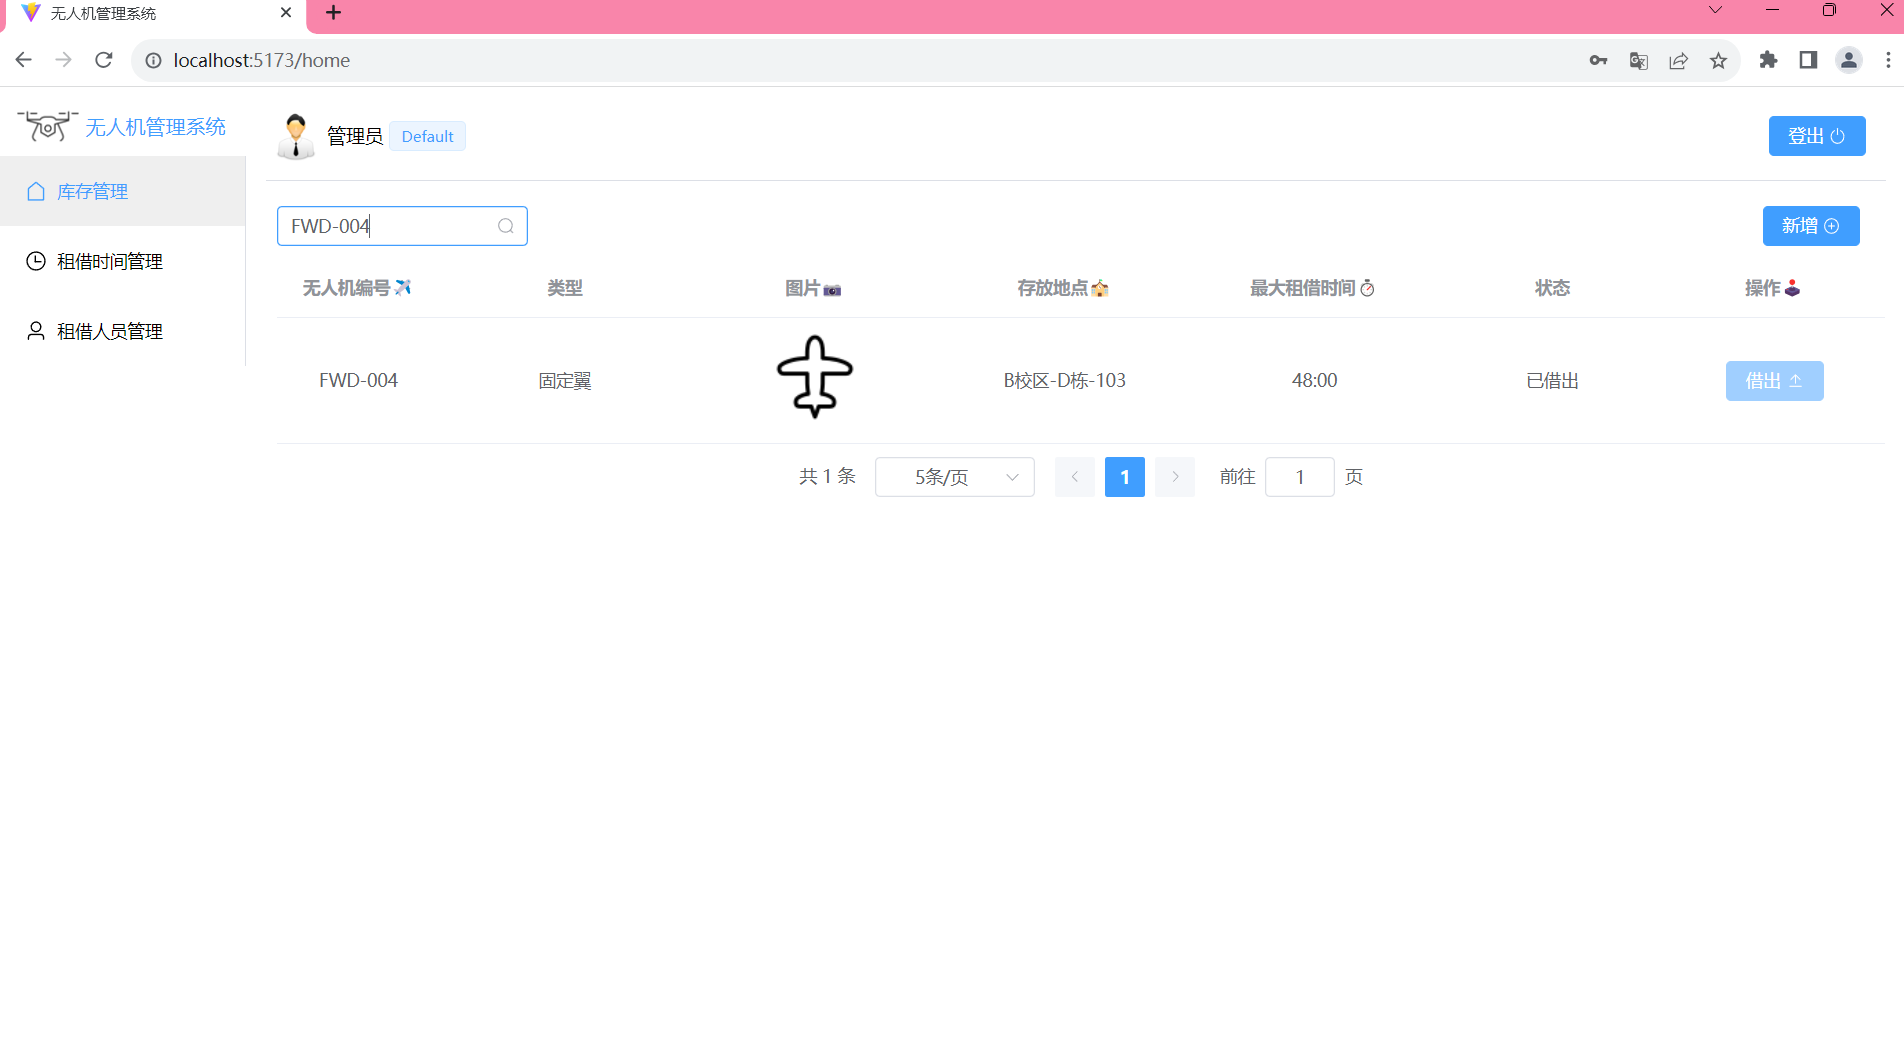 无人机管理系统
localhost:5173/home
无人机管理系统
管理员 Default
登出
库存管理
租借时间管理
租借人员管理
FWD-004
新增
无人机编号 类型 图片 存放地点 最大租借时间 状态 操作
FWD-004 固定翼 B校区-D栋-103 48:00 已借出 借出
共 1 条 5条/页 1 前往 1 页